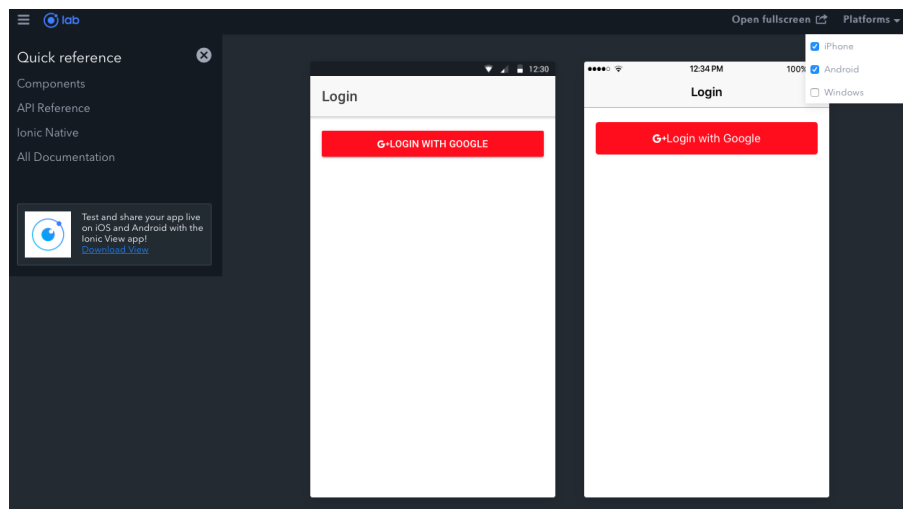 lab
Open fullscreen
Platforms
iPhone
Android
Windows
Quick reference
Components
API Reference
Ionic Native
All Documentation
Test and share your app live
on iOS and Android with the
Ionic View app!
Download View
12:30
Login
G+LOGIN WITH GOOGLE
12:34 PM
100%
Login
G+Login with Google